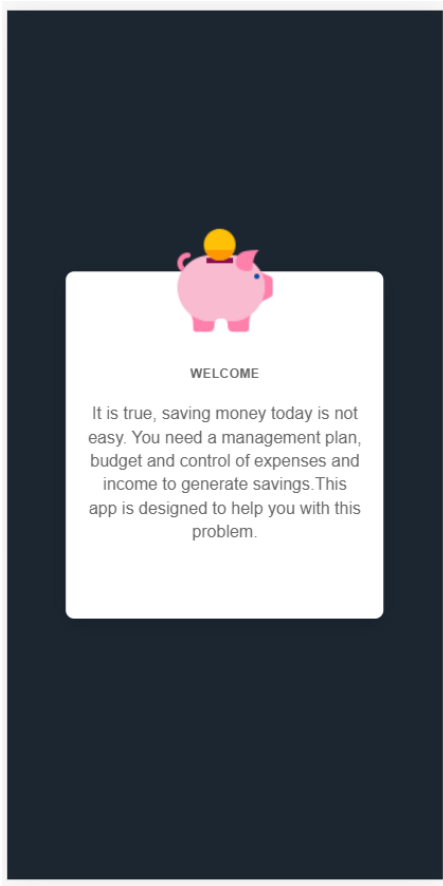 WELCOME
It is true, saving money today is not
easy. You need a management plan,
budget and control of expenses and
income to generate savings.This
app is designed to help you with this
problem.